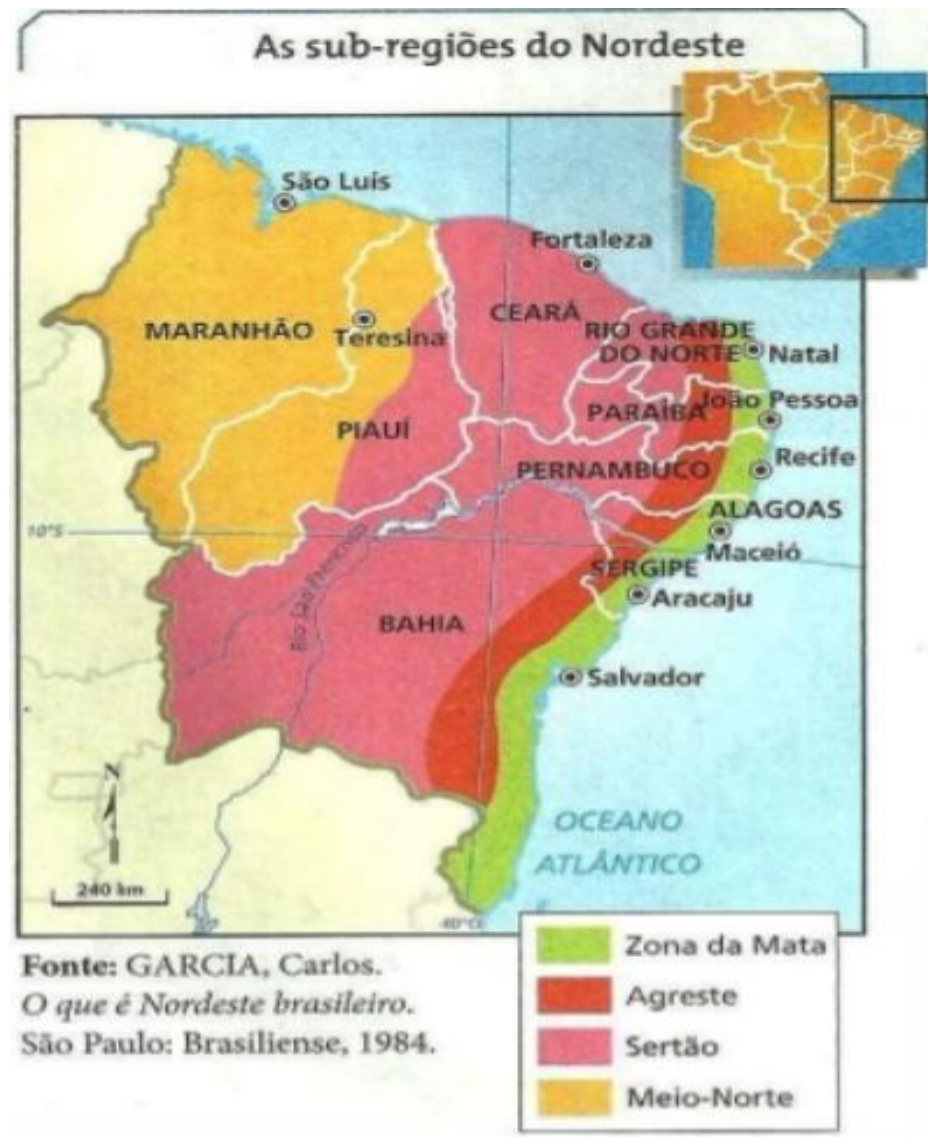 As sub-regiões do Nordeste
São Luís
Fortaleza
CEARÁ
MARANHÃO
Teresina
RIO GRANDE
DO NORTE
Natal
PARAÍBA
João Pessoa
PIAUÍ
PERNAMBUCO
Recife
ALAGOAS
10°S
Maceió
SERGIPE
Aracaju
Rio São Francisco
BAHIA
Salvador
N
OCEANO
ATLÂNTICO
240 km
40°O
Zona da Mata
Agreste
Sertão
Meio-Norte
Fonte: GARCIA, Carlos.
O que é Nordeste brasileiro.
São Paulo: Brasiliense, 1984.